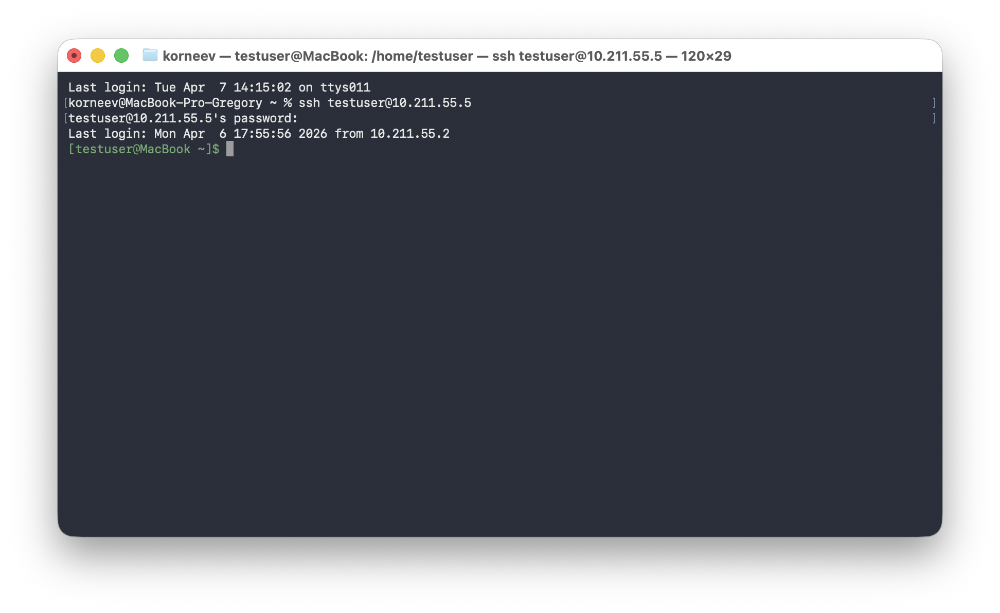 korneev — testuser@MacBook: /home/testuser — ssh testuser@10.211.55.5 — 120×29
Last login: Tue Apr  7 14:15:02 on ttys011
[korneev@MacBook-Pro-Gregory ~ % ssh testuser@10.211.55.5 ]
[testuser@10.211.55.5's password: ]
Last login: Mon Apr  6 17:55:56 2026 from 10.211.55.2
[testuser@MacBook ~]$